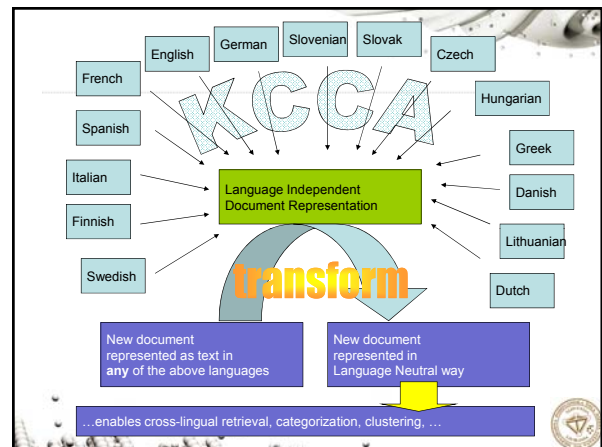 German
Slovenian
Slovak
English
Czech
French
KCCA
Hungarian
Spanish
Greek
Italian
Language Independent
Document Representation
Danish
Finnish
Lithuanian
Swedish
transform
Dutch
New document
represented as text in
any of the above languages
New document
represented in
Language Neutral way
…enables cross-lingual retrieval, categorization, clustering, …